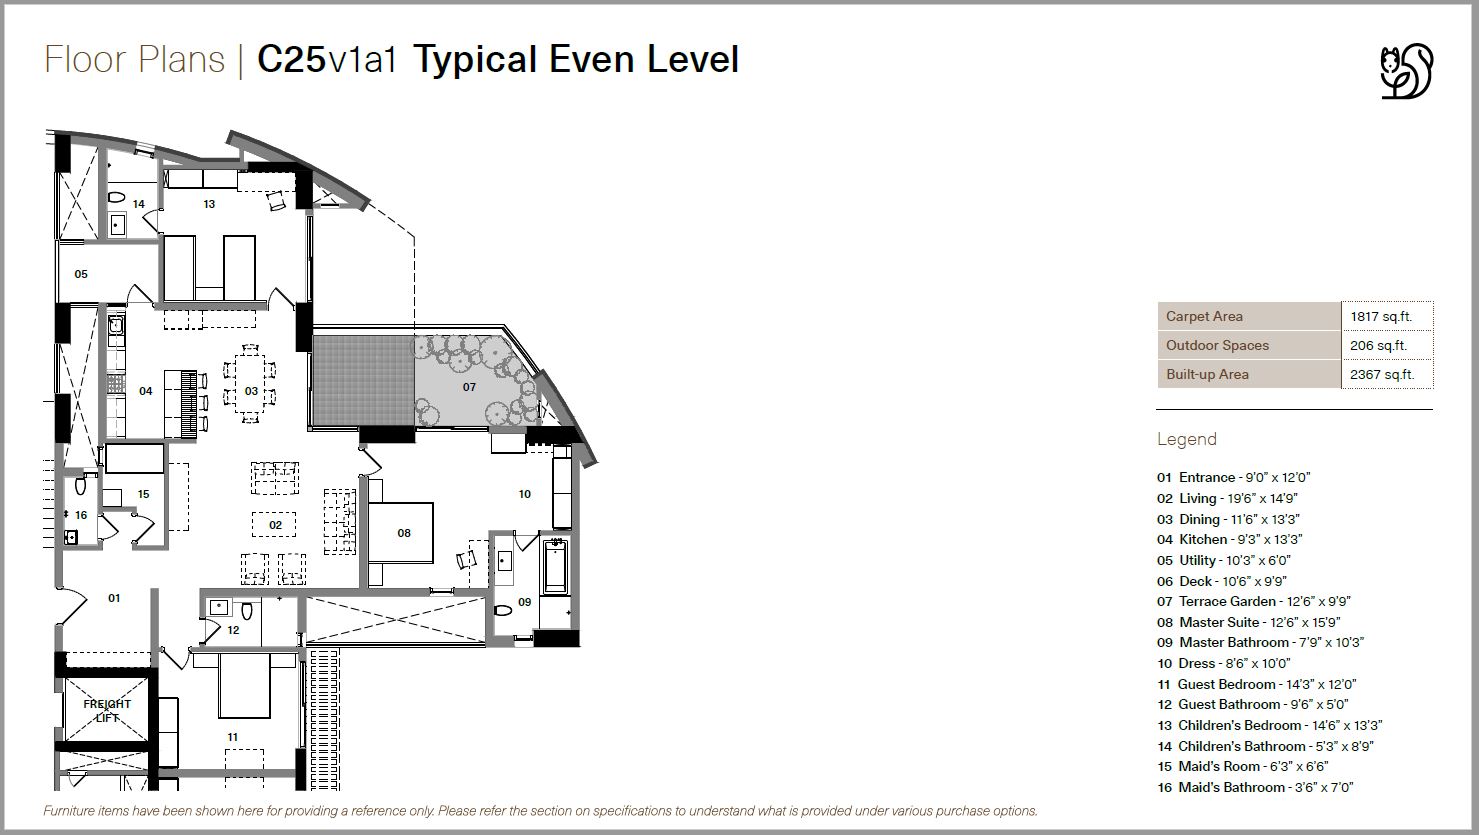 Floor Plans | C25v1a1 Typical Even Level
14
13
05
04
03
07
15
10
16
02
08
01
12
09
FREIGHT
LIFT
11
Carpet Area 1817 sq.ft.
Outdoor Spaces 206 sq.ft.
Built-up Area 2367 sq.ft.
Legend
01 Entrance - 9'0" x 12'0"
02 Living - 19'6" x 14'9"
03 Dining - 11'6" x 13'3"
04 Kitchen - 9'3" x 13'3"
05 Utility - 10'3" x 6'0"
06 Deck - 10'6" x 9'9"
07 Terrace Garden - 12'6" x 9'9"
08 Master Suite - 12'6" x 15'9"
09 Master Bathroom - 7'9" x 10'3"
10 Dress - 8'6" x 10'0"
11 Guest Bedroom - 14'3" x 12'0"
12 Guest Bathroom - 9'6" x 5'0"
13 Children's Bedroom - 14'6" x 13'3"
14 Children's Bathroom - 5'3" x 8'9"
15 Maid's Room - 6'3" x 6'6"
16 Maid's Bathroom - 3'6" x 7'0"
Furniture items have been shown here for providing a reference only. Please refer the section on specifications to understand what is provided under various purchase options.